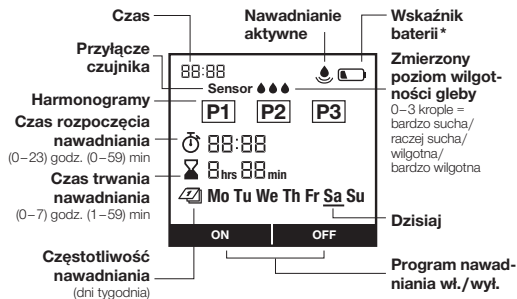 Czas
Nawadnianie
aktywne
Wskaźnik
baterii*
Przyłącze
czujnika
Harmonogramy
Czas rozpoczęcia
nawadniania
(0–23) godz. (0–59) min
Czas trwania
nawadniania
(0–7) godz. (1–59) min
Częstotliwość
nawadniania
(dni tygodnia)
88:88
Sensor
P1 P2 P3
88:88
8hrs 88min
7 Mo Tu We Th Fr Sa Su
ON OFF
Zmierzony
poziom wilgot-
ności gleby
0–3 krople =
bardzo sucha/
raczej sucha/
wilgotna/
bardzo wilgotna
Dzisiaj
Program nawad-
niania wł./wył.